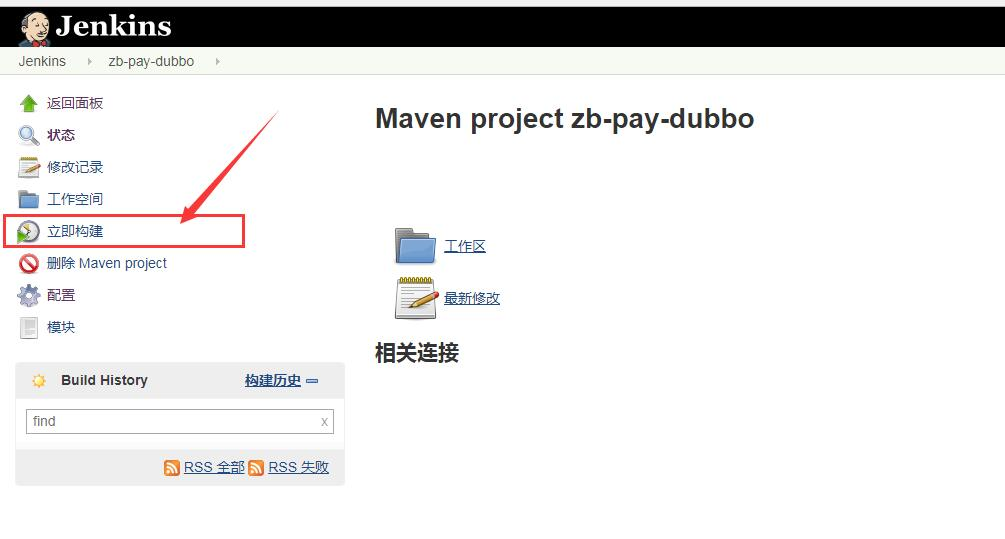 Jenkins
Jenkins zb-pay-dubbo
返回面板
状态
修改记录
工作空间
立即构建
删除 Maven project
配置
模块
Build History 构建历史
find x
RSS 全部 RSS 失败
Maven project zb-pay-dubbo
工作区
最新修改
相关连接